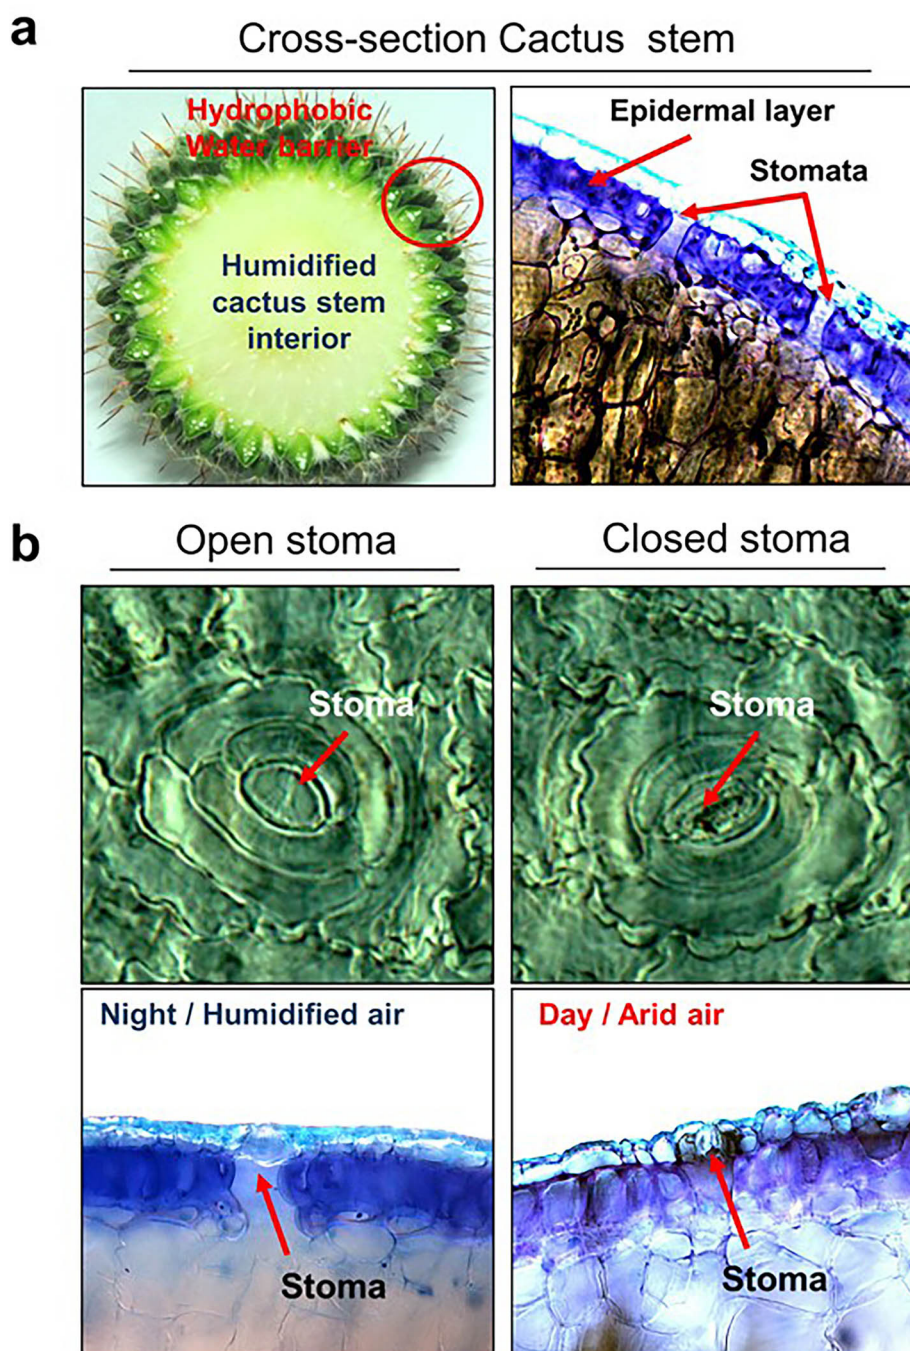 a
Cross-section Cactus stem
Hydrophobic
Water barrier
Humidified
cactus stem
interior
Epidermal layer
Stomata
b
Open stoma
Closed stoma
Stoma
Stoma
Night / Humidified air
Day / Arid air
Stoma
Stoma